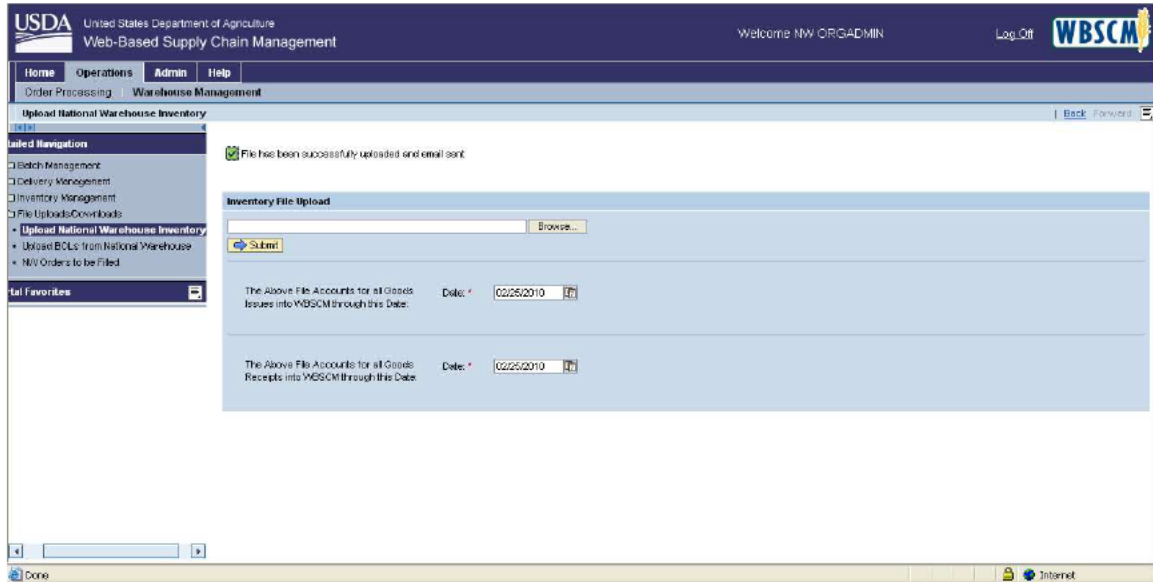 USDA United States Department of Agriculture
Web-Based Supply Chain Management
Welcome NW ORGADMIN
Log Off
WBSCM
Home Operations Admin Help
Order Processing Warehouse Management
Upload National Warehouse Inventory
Back Forward
tailed Navigation
Batch Management
Delivery Management
Inventory Management
File Uploads/Downloads
Upload National Warehouse Inventory
Upload BOLs from National Warehouse
NW Orders to be Filled
tal Favorites
File has been successfully uploaded and email sent
Inventory File Upload
Browse...
Submit
The Above File Accounts for all Goods Date: * 02/25/2010
Issues into WBSCM through this Date:
The Above File Accounts for all Goods Date: * 02/25/2010
Receipts into WBSCM through this Date:
Done
Internet